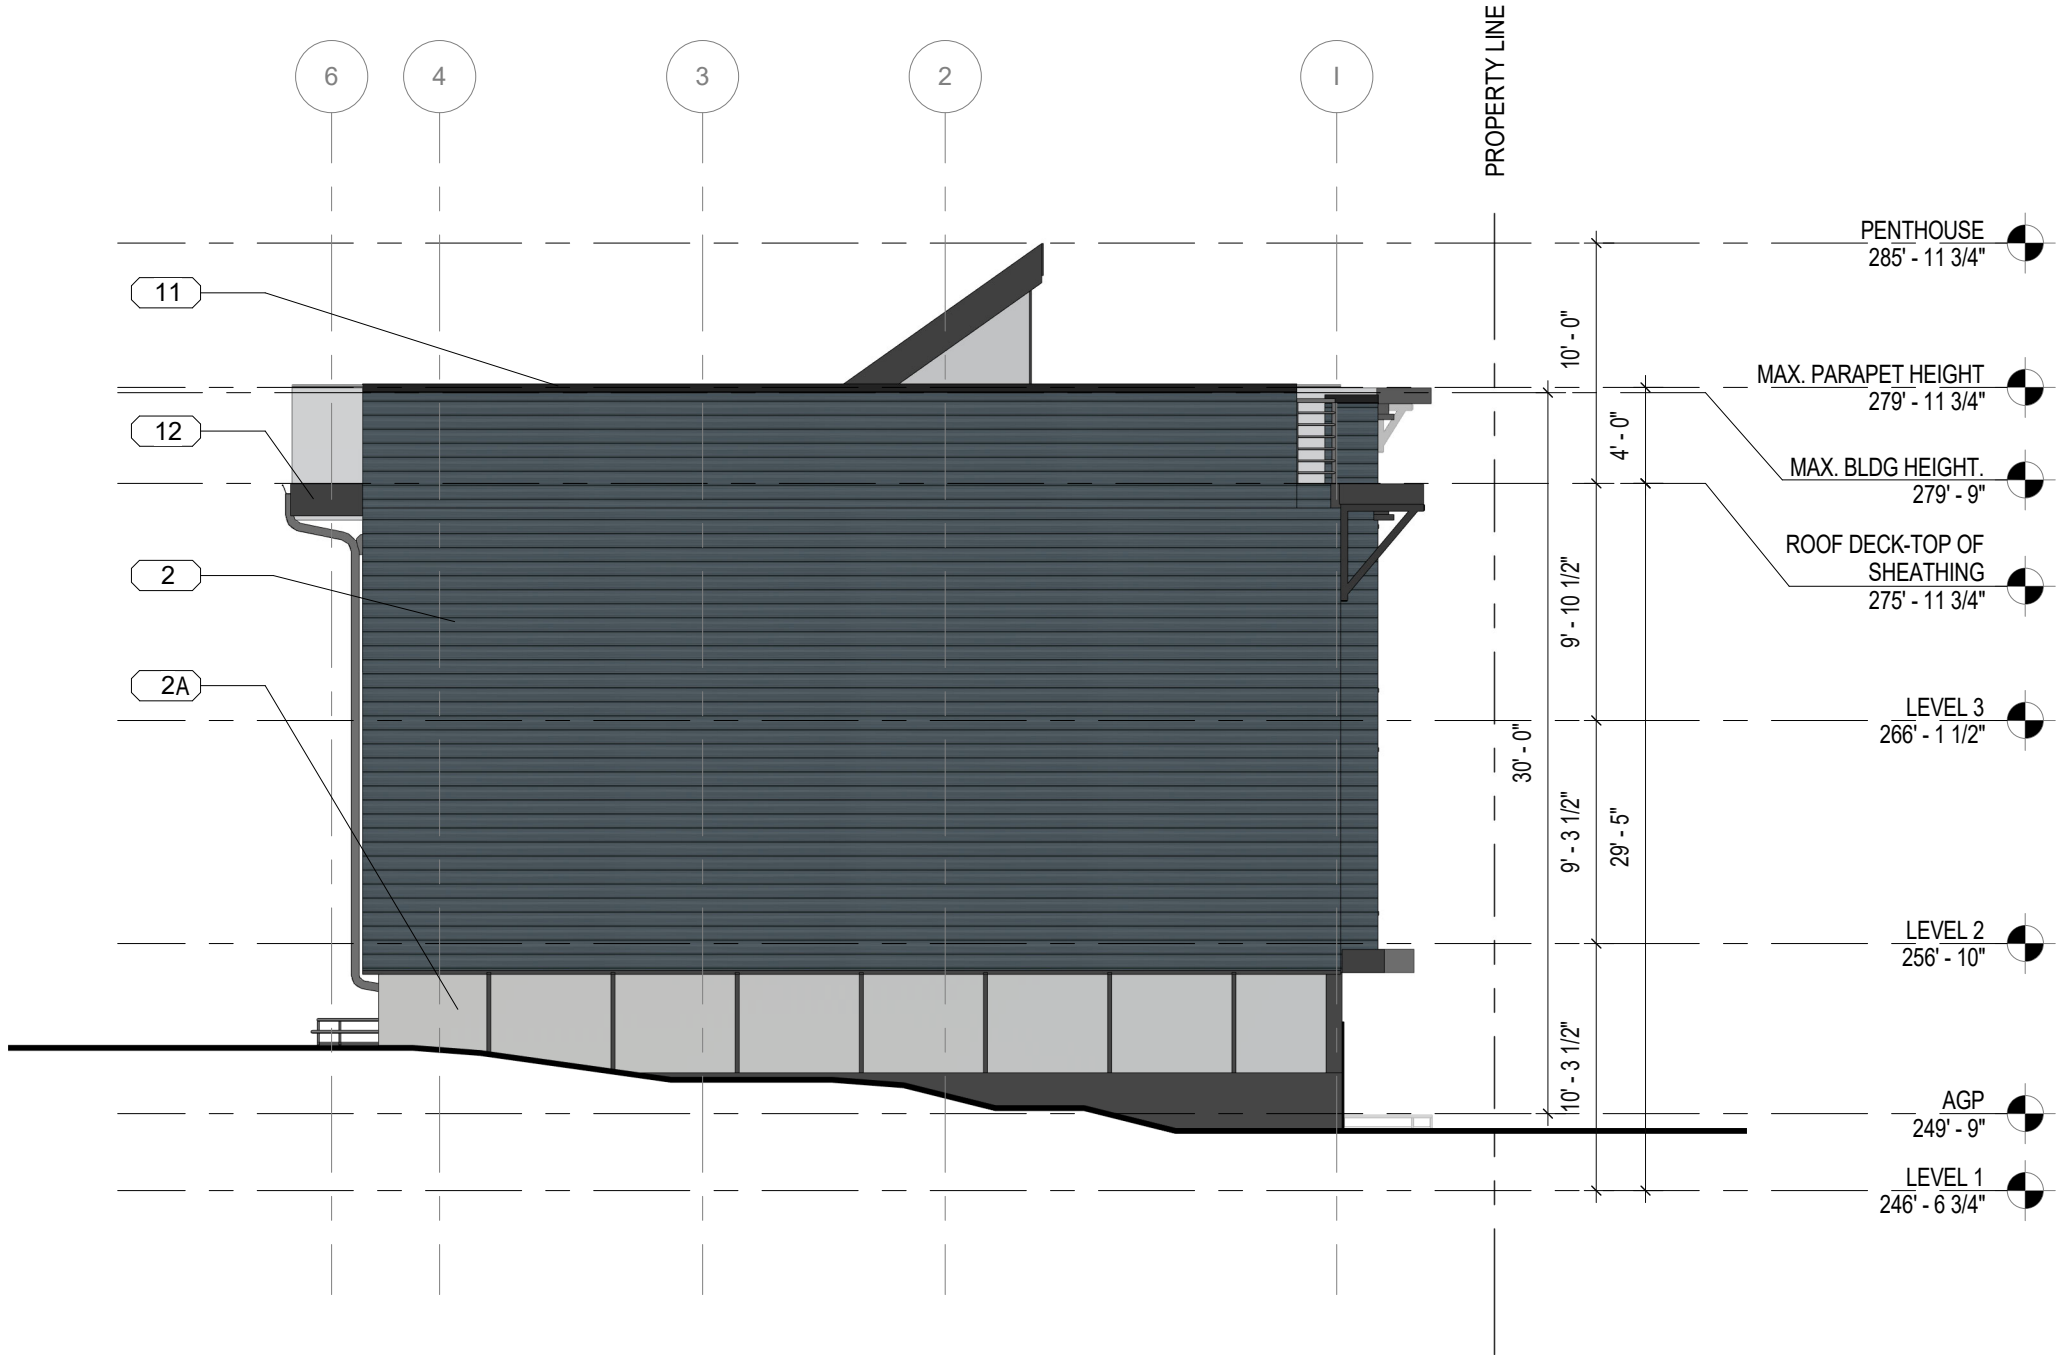 PROPERTY LINE
6
4
3
2
I
PENTHOUSE
285' - 11 3/4"
11
10' - 0"
MAX. PARAPET HEIGHT
279' - 11 3/4"
12
4' - 0"
MAX. BLDG HEIGHT.
279' - 9"
2
9' - 10 1/2"
ROOF DECK-TOP OF
SHEATHING
275' - 11 3/4"
2A
LEVEL 3
266' - 1 1/2"
30' - 0"
9' - 3 1/2"
29' - 5"
LEVEL 2
256' - 10"
10' - 3 1/2"
AGP
249' - 9"
LEVEL 1
246' - 6 3/4"